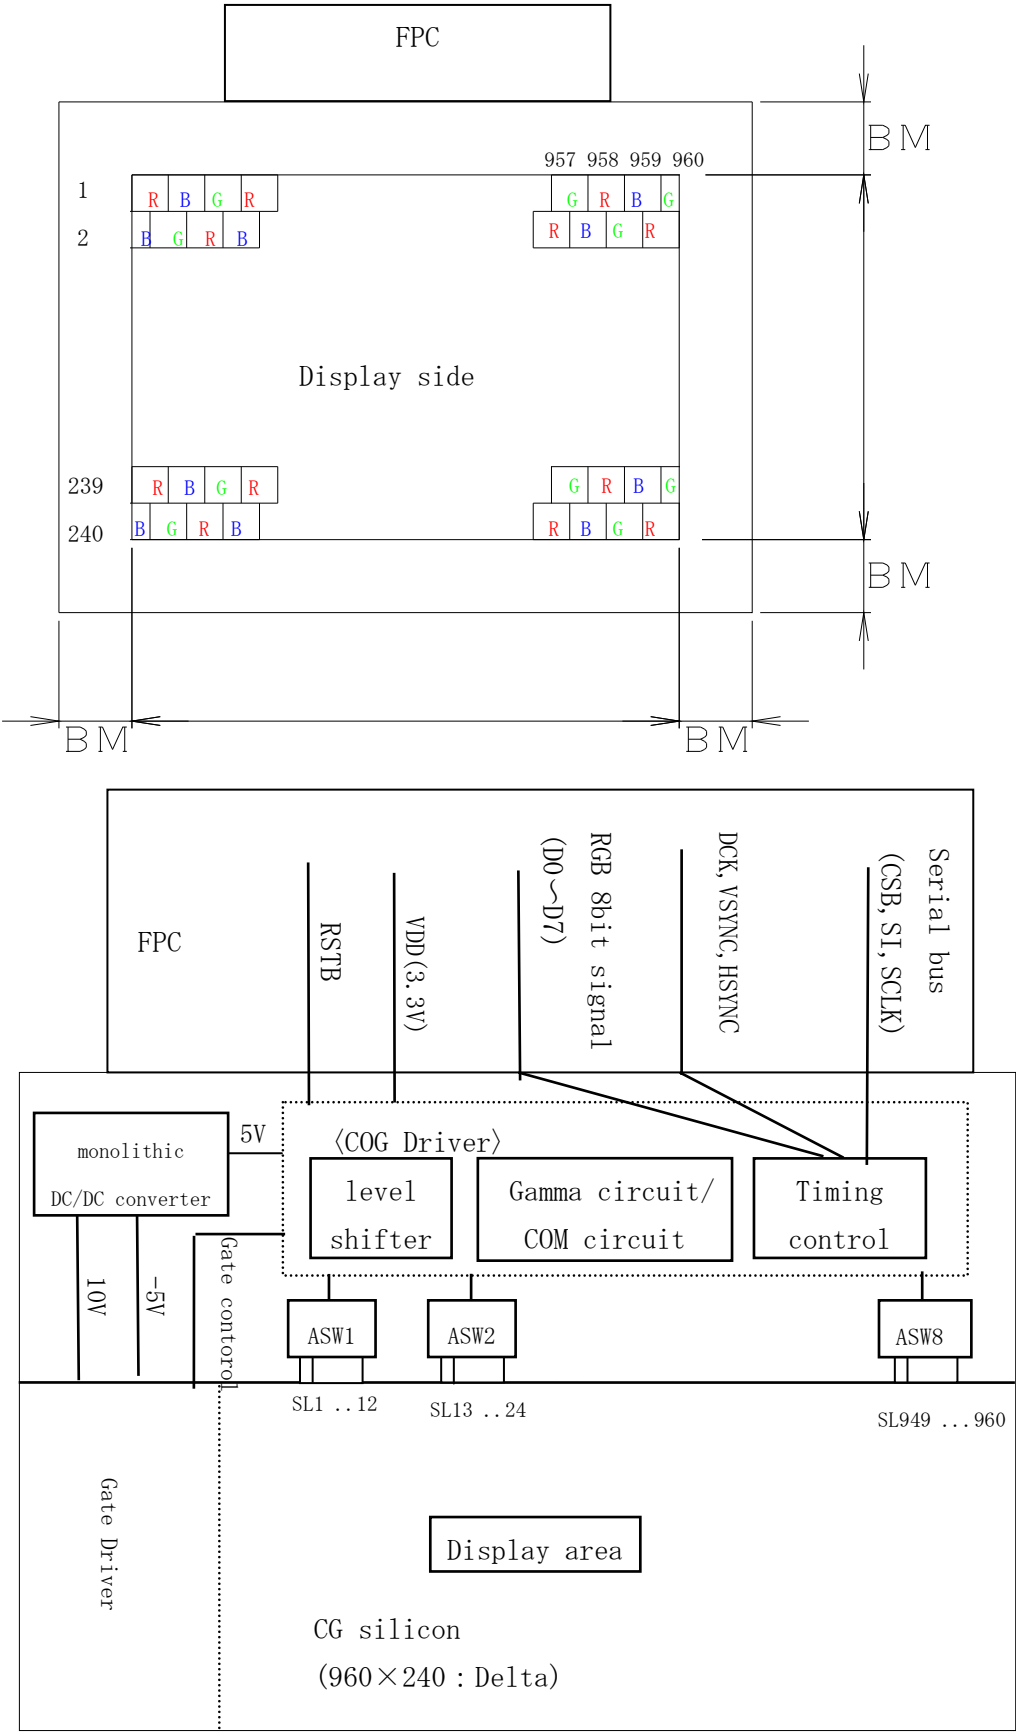 FPC
BM
957 958 959 960
1
R B G R
G R B G
2
B G R B
R B G R
Display side
239
R B G R
G R B G
240
B G R B
R B G R
BM
BM
BM
FPC
RSTB
VDD(3.3V)
RGB 8bit signal
(D0～D7)
DCK,VSYNC,HSYNC
Serial bus
(CSB,SI,SCLK)
monolithic
DC/DC converter
5V
10V
-5V
Gate contorol
〈COG Driver〉
level
shifter
Gamma circuit/
COM circuit
Timing
control
ASW1
ASW2
ASW8
SL1 ..12
SL13 ..24
SL949 ...960
Gate Driver
Display area
CG silicon
(960×240：Delta)